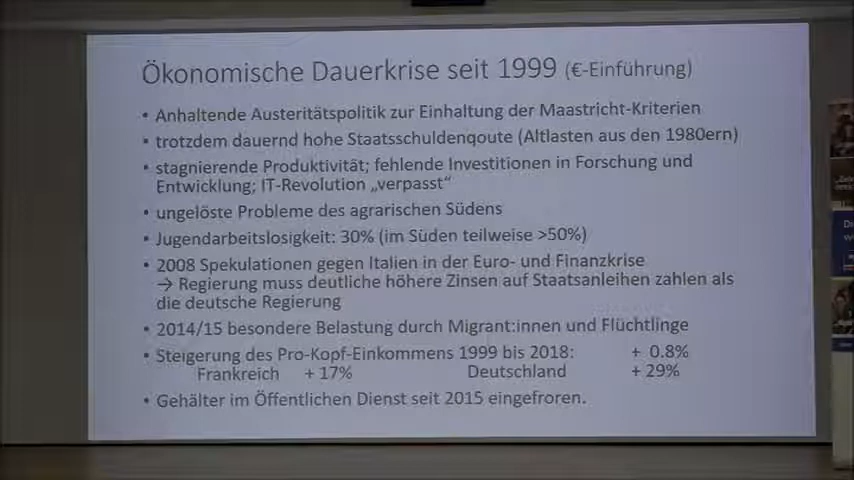 Ökonomische Dauerkrise seit 1999 (€-Einführung)
• Anhaltende Austeritätspolitik zur Einhaltung der Maastricht-Kriterien
• trotzdem dauernd hohe Staatsschuldenqoute (Altlasten aus den 1980ern)
• stagnierende Produktivität; fehlende Investitionen in Forschung und
Entwicklung; IT-Revolution „verpasst“
• ungelöste Probleme des agrarischen Südens
• Jugendarbeitslosigkeit: 30% (im Süden teilweise >50%)
• 2008 Spekulationen gegen Italien in der Euro- und Finanzkrise
→ Regierung muss deutliche höhere Zinsen auf Staatsanleihen zahlen als
die deutsche Regierung
• 2014/15 besondere Belastung durch Migrant:innen und Flüchtlinge
• Steigerung des Pro-Kopf-Einkommens 1999 bis 2018: + 0.8%
Frankreich + 17% Deutschland + 29%
• Gehälter im Öffentlichen Dienst seit 2015 eingefroren.